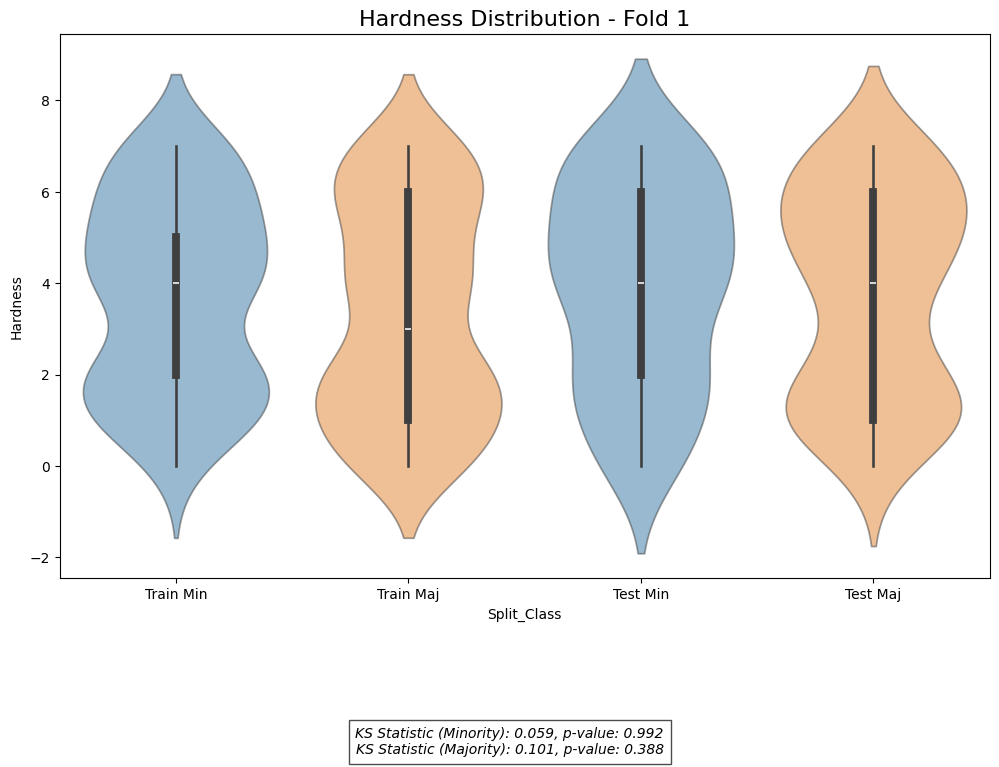 Hardness Distribution - Fold 1
Hardness
8
6
4
2
0
−2
Train Min
Train Maj
Test Min
Test Maj
Split_Class
KS Statistic (Minority): 0.059, p-value: 0.992
KS Statistic (Majority): 0.101, p-value: 0.388